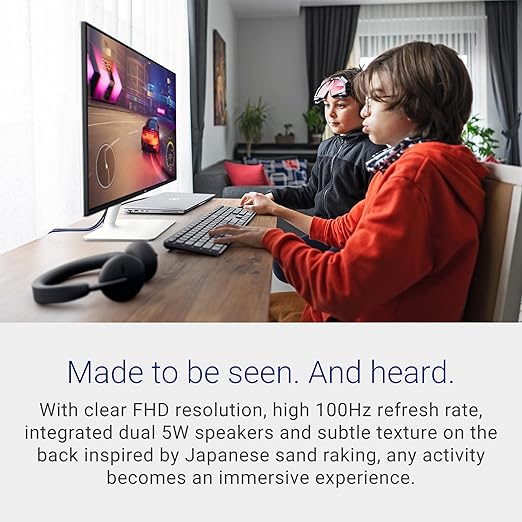 Made to be seen. And heard.
With clear FHD resolution, high 100Hz refresh rate,
integrated dual 5W speakers and subtle texture on the
back inspired by Japanese sand raking, any activity
becomes an immersive experience.